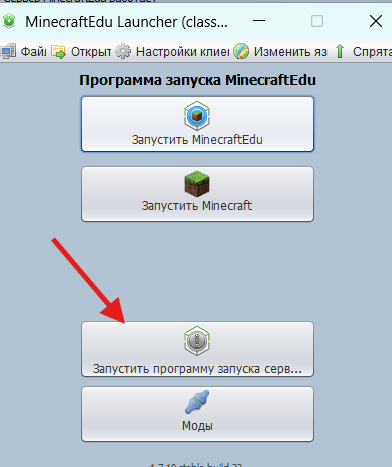 MinecraftEdu Launcher (class
Файл Открыт Настройки клиен Изменить яз Спрята
Программа запуска MinecraftEdu
Запустить MinecraftEdu
Запустить Minecraft
Запустить программу запуска серв...
Моды